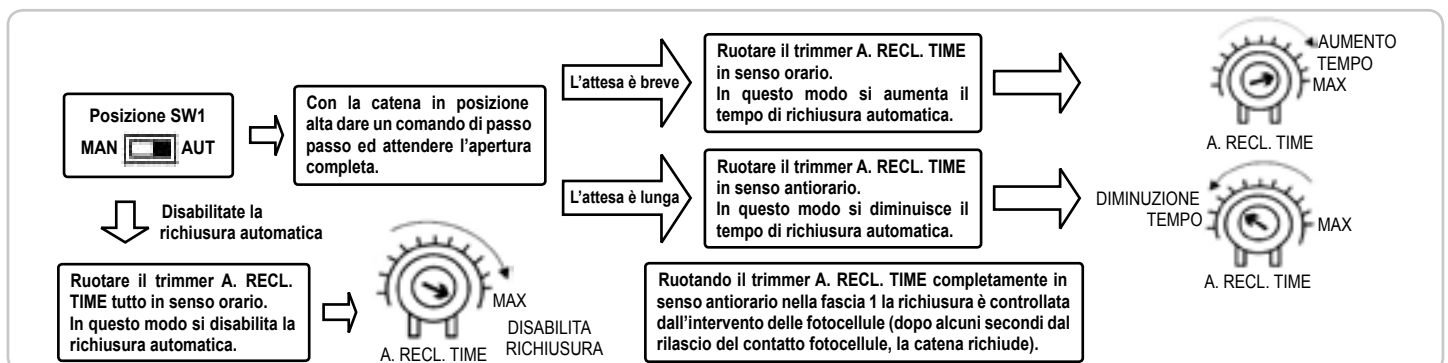 Posizione SW1
MAN AUT
Con la catena in posizione
alta dare un comando di passo
passo ed attendere l'apertura
completa.
L'attesa è breve
Ruotare il trimmer A. RECL. TIME
in senso orario.
In questo modo si aumenta il
tempo di richiusura automatica.
AUMENTO
TEMPO
MAX
A. RECL. TIME
L'attesa è lunga
Ruotare il trimmer A. RECL. TIME
in senso antiorario.
In questo modo si diminuisce il
tempo di richiusura automatica.
DIMINUZIONE
TEMPO
MAX
A. RECL. TIME
Disabilitate la
richiusura automatica
Ruotare il trimmer A. RECL.
TIME tutto in senso orario.
In questo modo si disabilita la
richiusura automatica.
MAX
DISABILITA
RICHIUSURA
A. RECL. TIME
Ruotando il trimmer A. RECL. TIME completamente in
senso antiorario nella fascia 1 la richiusura è controllata
dall'intervento delle fotocellule (dopo alcuni secondi dal
rilascio del contatto fotocellule, la catena richiude).